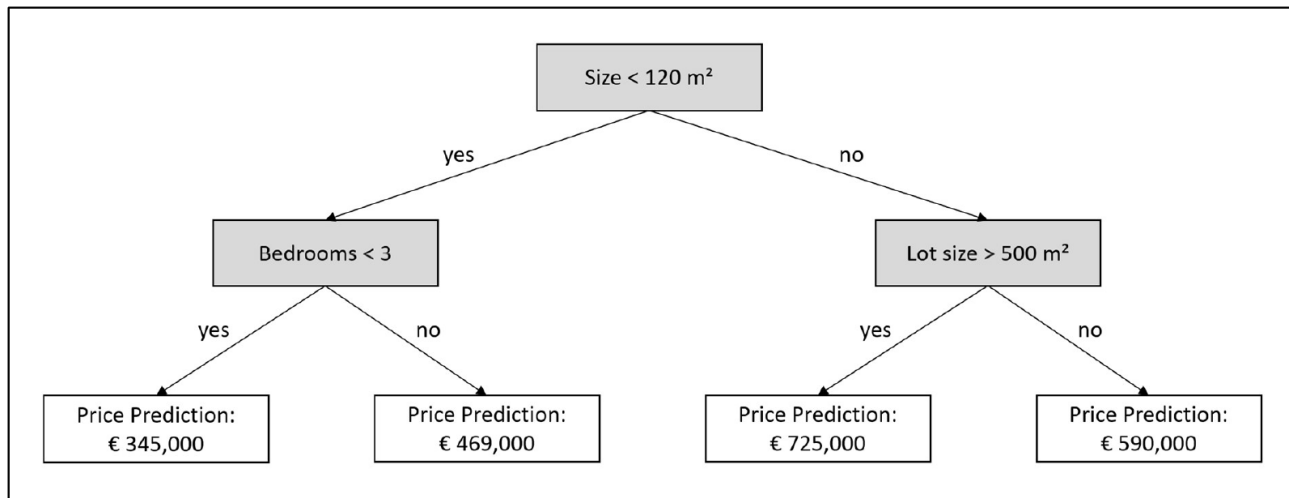 Size < 120 m²
yes
no
Bedrooms < 3
Lot size > 500 m²
yes
no
yes
no
Price Prediction:
€ 345,000
Price Prediction:
€ 469,000
Price Prediction:
€ 725,000
Price Prediction:
€ 590,000